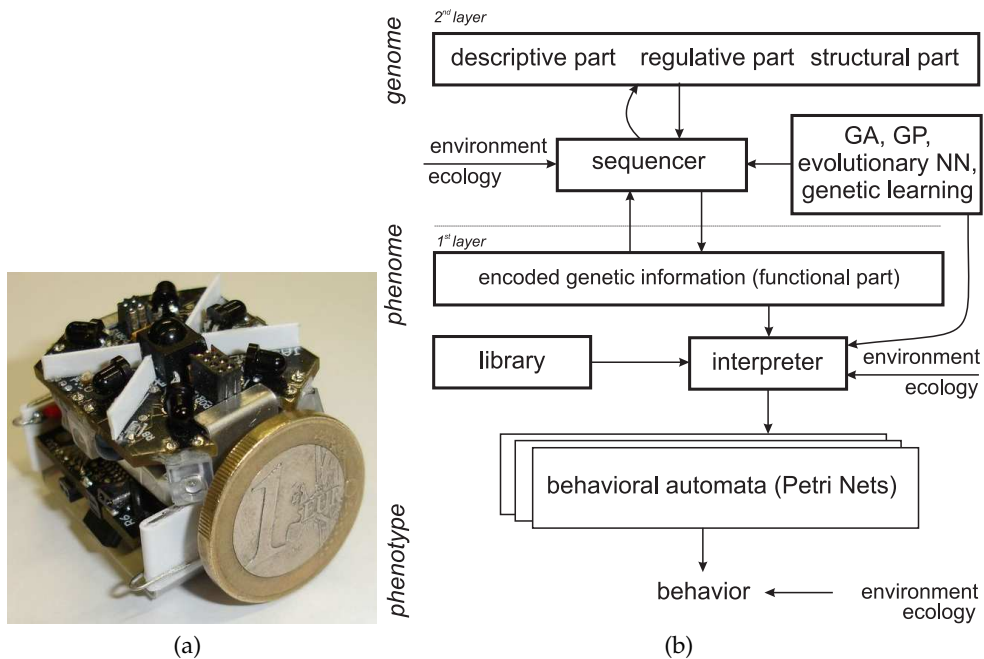 genome
2nd layer
descriptive part regulative part structural part
environment
ecology
sequencer
GA, GP,
evolutionary NN,
genetic learning
phenome
1st layer
encoded genetic information (functional part)
library
interpreter
environment
ecology
phenotype
behavioral automata (Petri Nets)
behavior
environment
ecology
1
EURO
(a)
(b)